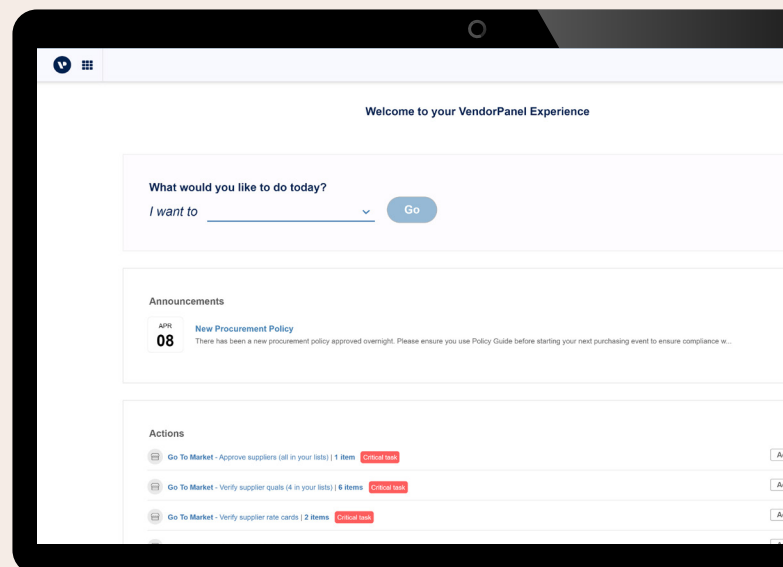 Welcome to your VendorPanel Experience
What would you like to do today?
I want to
Go
Announcements
APR
08
New Procurement Policy
There has been a new procurement policy approved overnight. Please ensure you use Policy Guide before starting your next purchasing event to ensure compliance w...
Actions
Go To Market - Approve suppliers (all in your lists) | 1 item Critical task
Go To Market - Verify supplier quals (4 in your lists) | 6 items Critical task
Go To Market - Verify supplier rate cards | 2 items Critical task